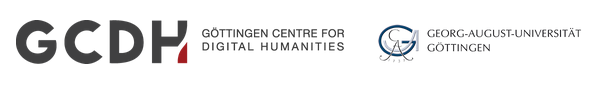 GCDH
GÖTTINGEN CENTRE FOR
DIGITAL HUMANITIES
GEORG-AUGUST-UNIVERSITÄT
GÖTTINGEN